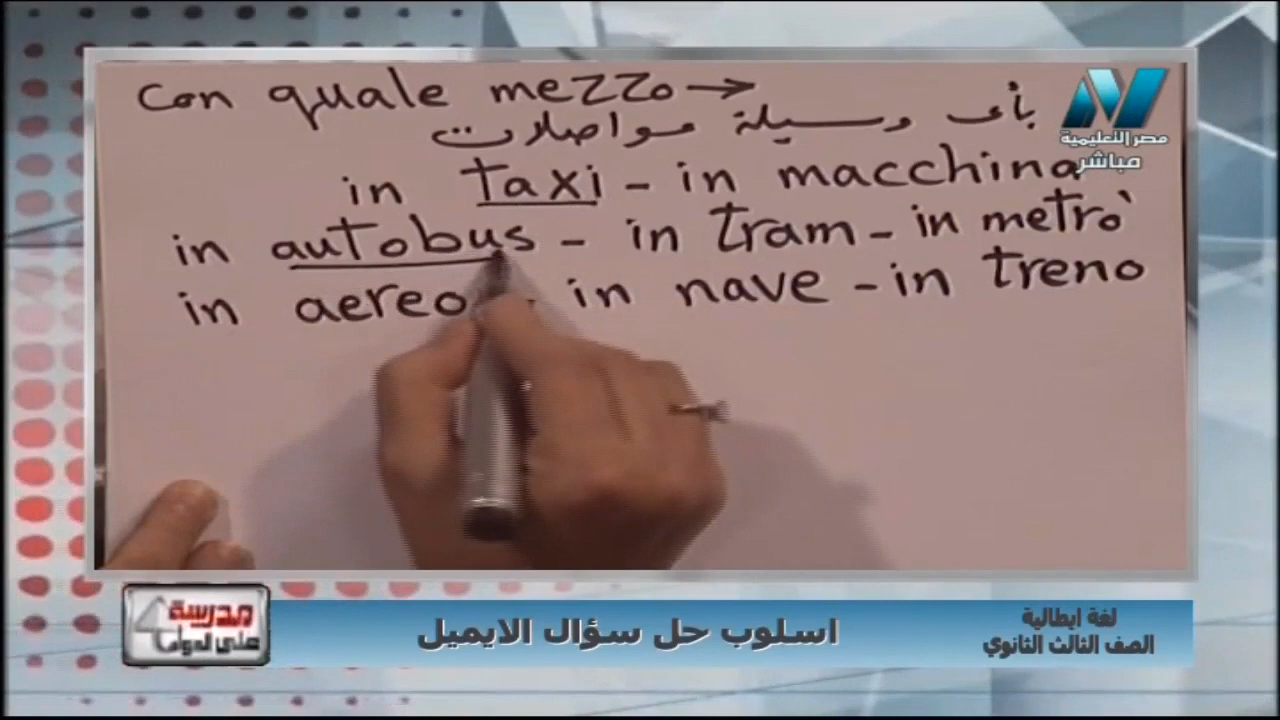 con quale mezzo →
بأى وسيلة مواصلات
in taxi - in macchina
in autobus - in tram - in metrò
in aereo - in nave - in treno
مصر التعليمية
مباشر
مدرسة
على الهواء
اسلوب حل سؤال الايميل
لغة ايطالية
الصف الثالث الثانوي